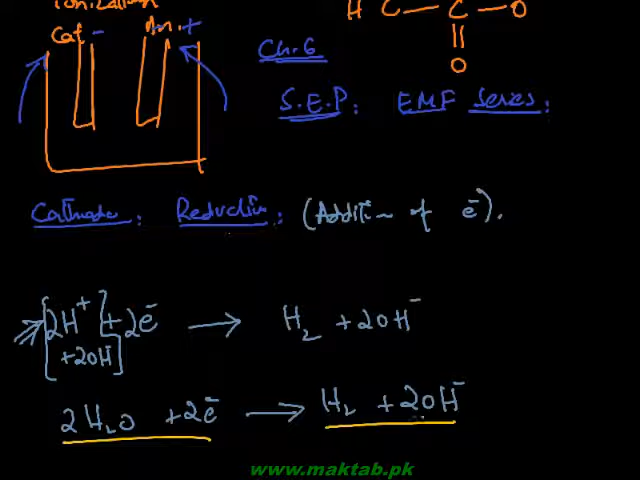 Ionization
Cat - An. +
H C — C — O
||
O
Ch. 6
S.E.P: EMF Series:
Cathode: Reduction: (Addition of e⁻).
[2H⁺ + 2e⁻ → H₂ + 2OH⁻
+2OH⁻]
2H₂O + 2e⁻ → H₂ + 2OH⁻
www.maktab.pk